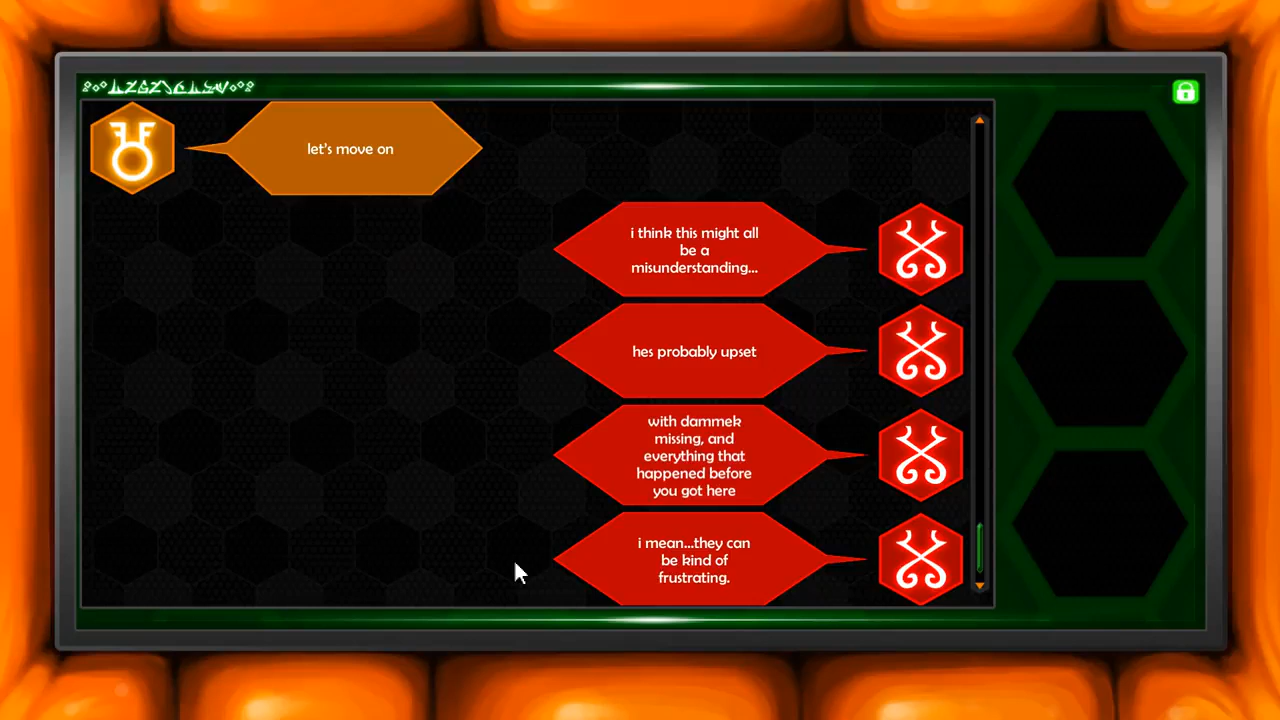 let's move on
i think this might all
be a
misunderstanding...
hes probably upset
with dammek
missing, and
everything that
happened before
you got here
i mean...they can
be kind of
frustrating.